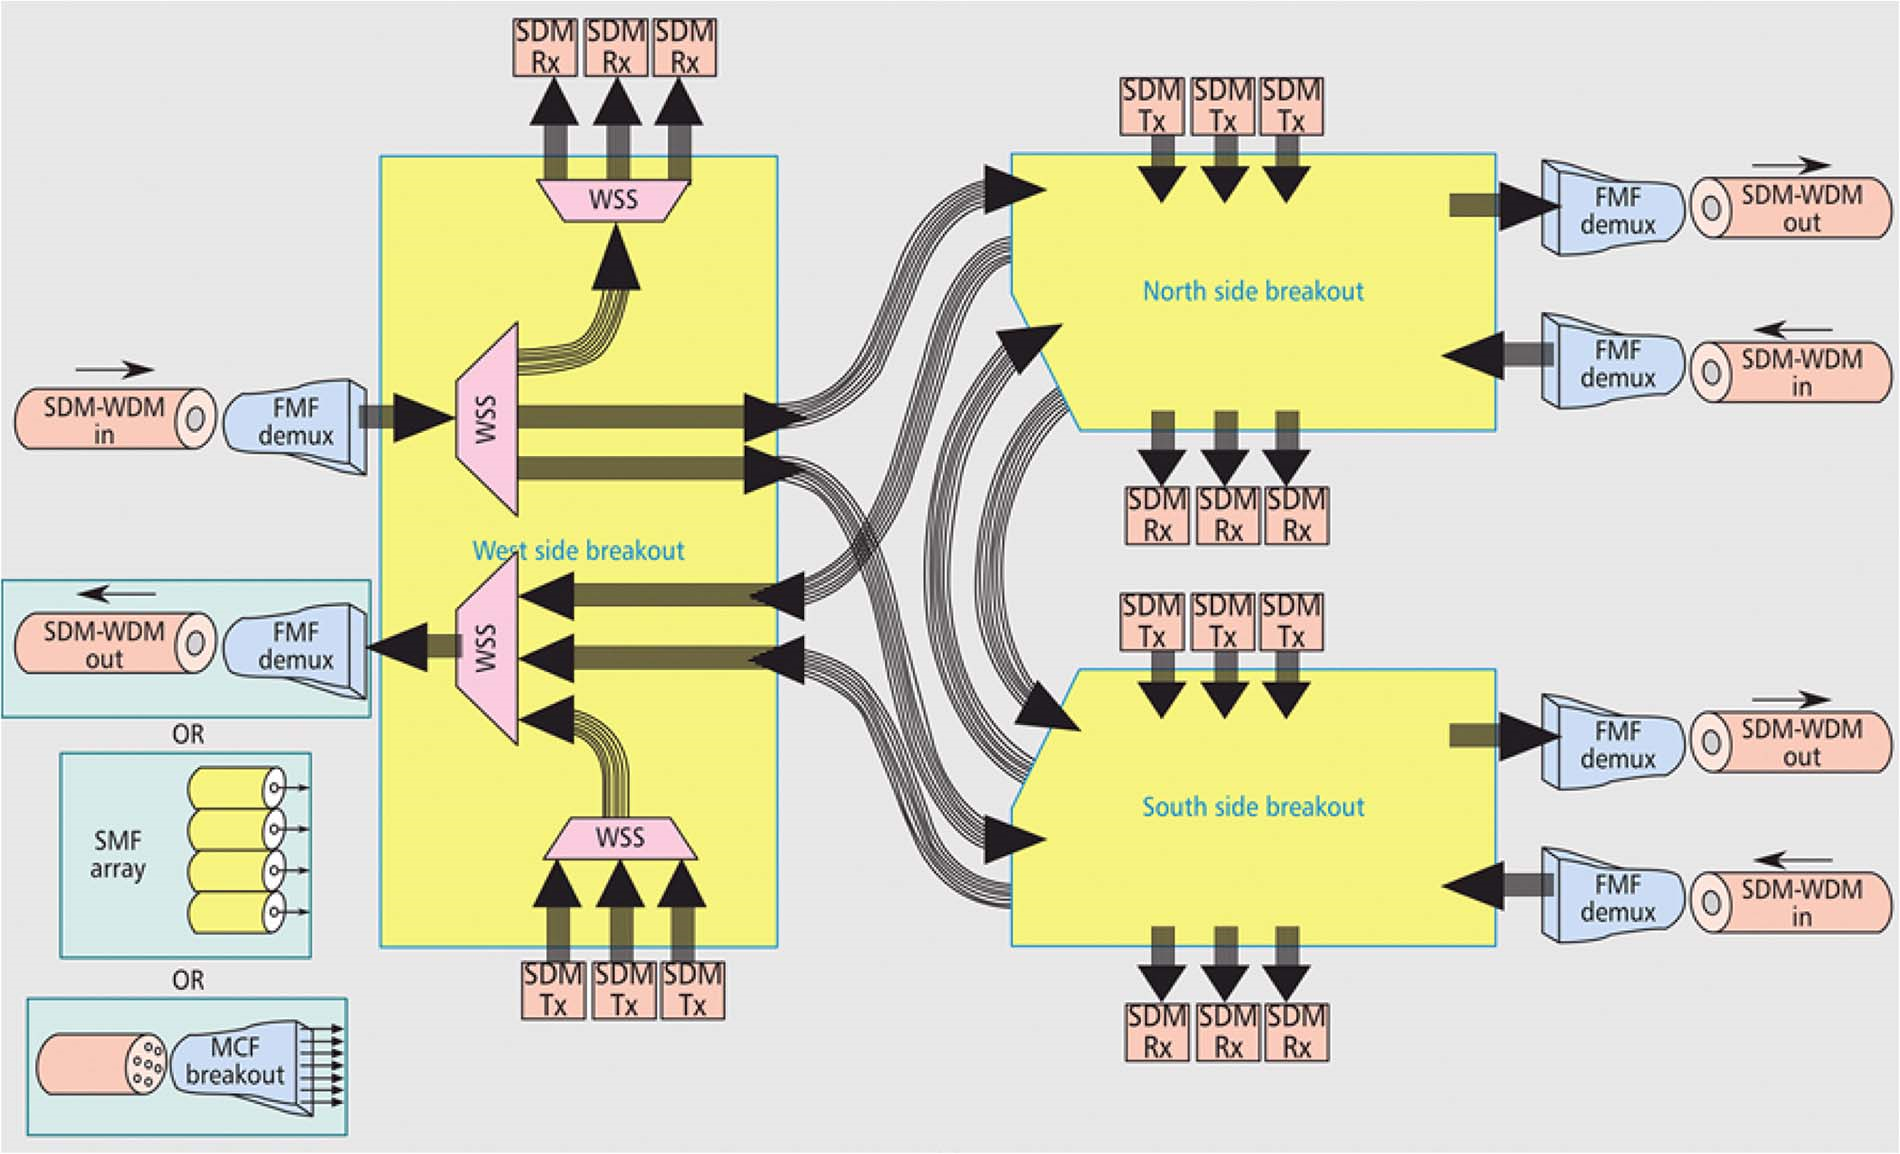 SDM
Rx
SDM
Rx
SDM
Rx
WSS
WSS
SDM-WDM
in
FMF
demux
West side breakout
SDM-WDM
out
FMF
demux
WSS
OR
SMF
array
OR
MCF
breakout
WSS
SDM
Tx
SDM
Tx
SDM
Tx
SDM
Tx
SDM
Tx
SDM
Tx
North side breakout
FMF
demux
SDM-WDM
out
FMF
demux
SDM-WDM
in
SDM
Rx
SDM
Rx
SDM
Rx
SDM
Tx
SDM
Tx
SDM
Tx
South side breakout
FMF
demux
SDM-WDM
out
FMF
demux
SDM-WDM
in
SDM
Rx
SDM
Rx
SDM
Rx